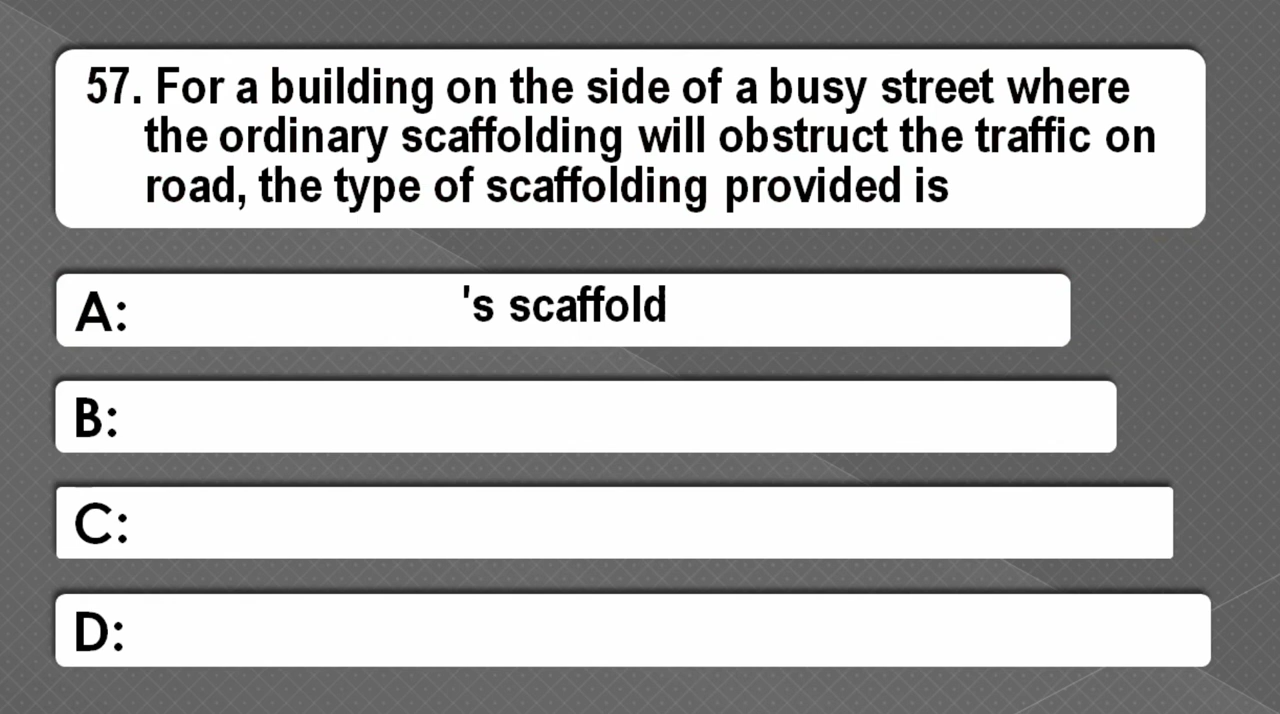 57. For a building on the side of a busy street where
the ordinary scaffolding will obstruct the traffic on
road, the type of scaffolding provided is
A: 's scaffold
B:
C:
D: